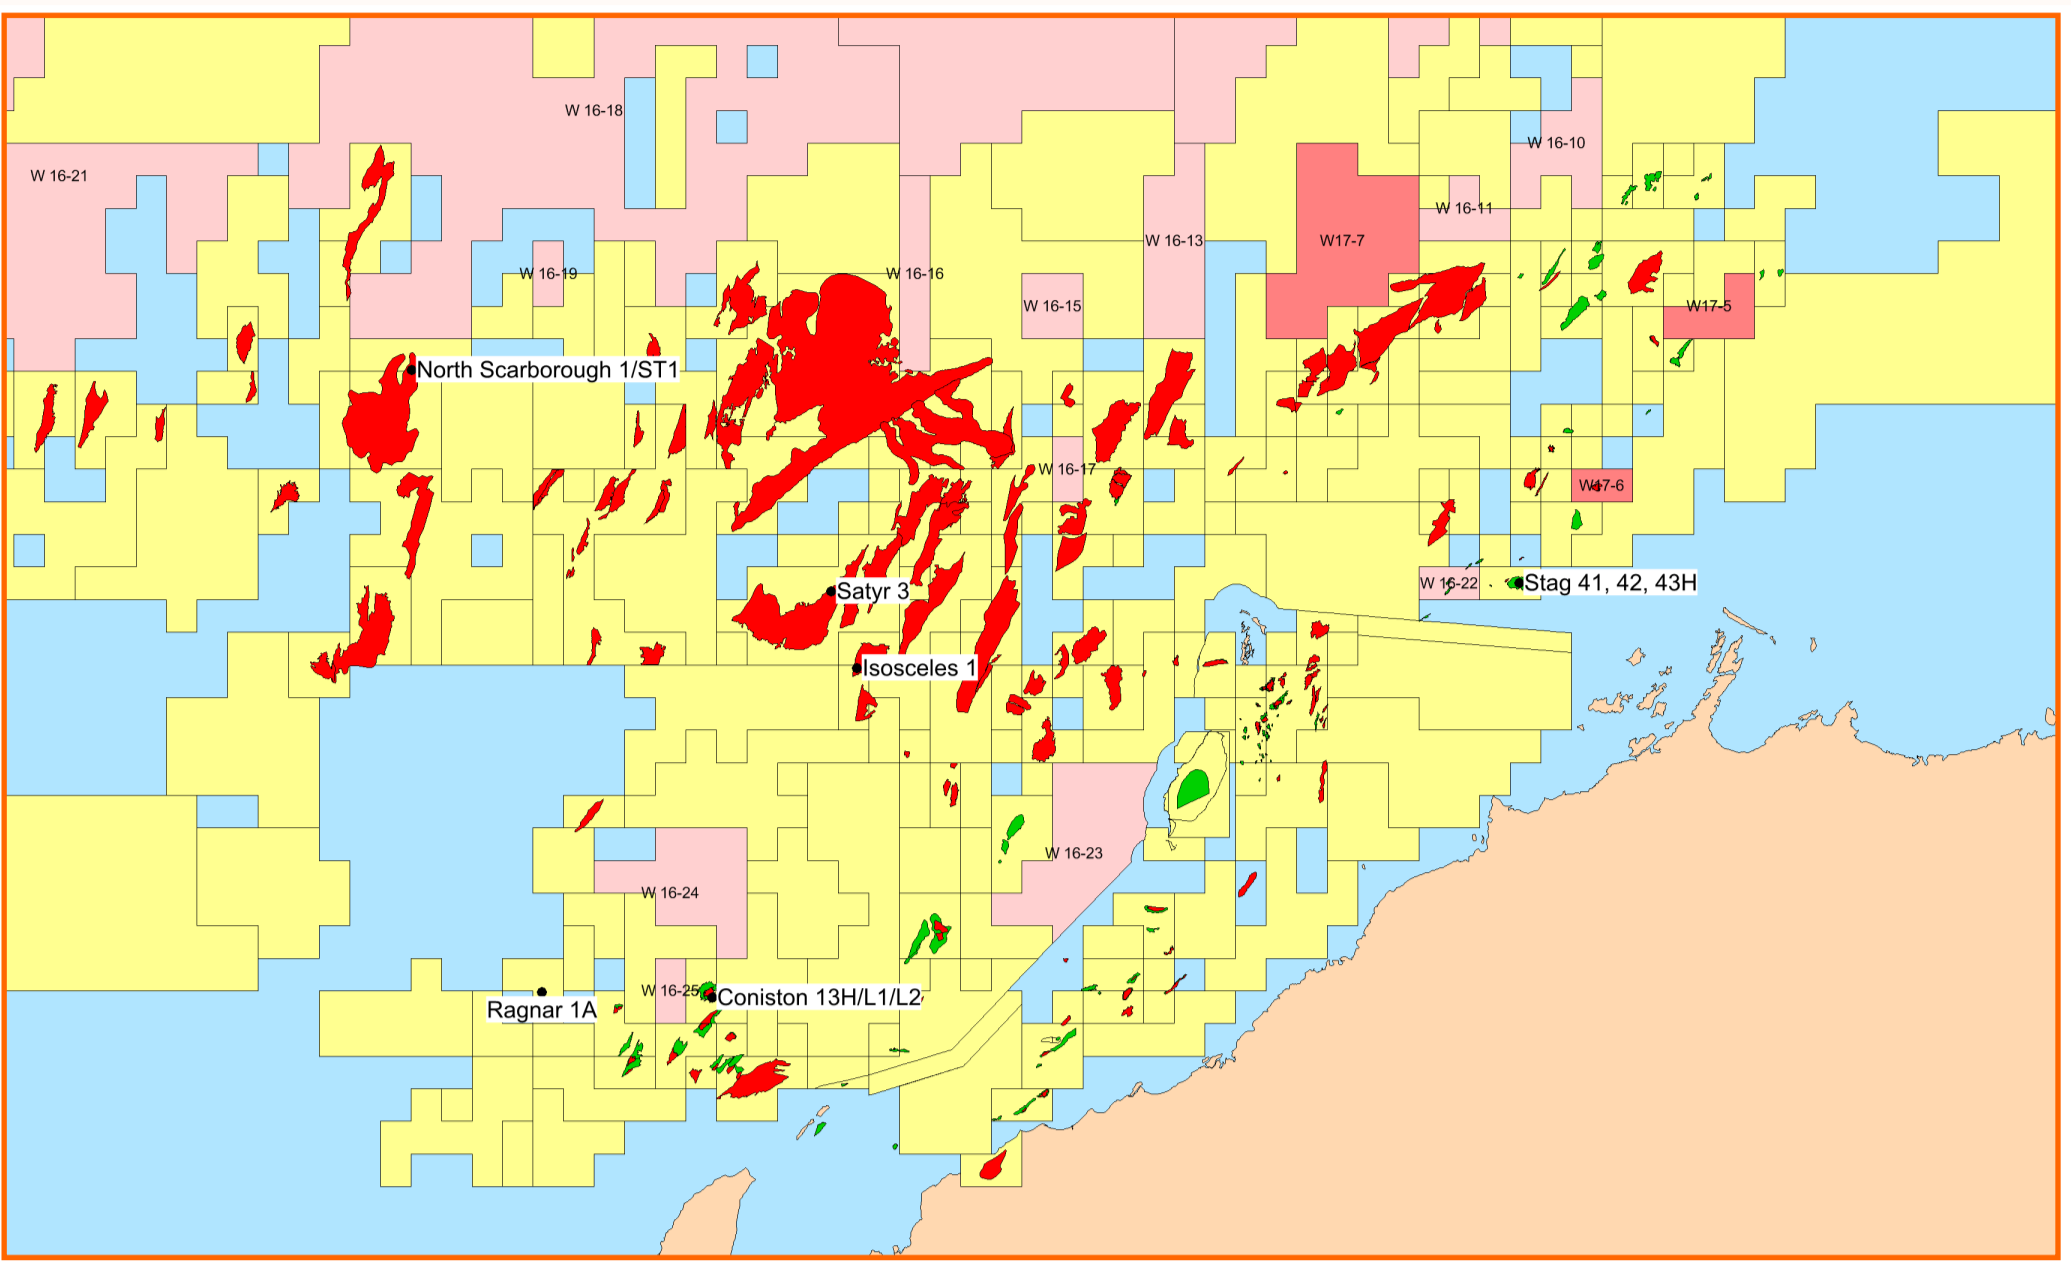 W 16-18
W 16-10
W 16-21
W 16-11
W 16-13
W17-7
W 16-19
W 16-16
W 16-15
W17-5
North Scarborough 1/ST1
W 16-17
W17-6
Satyr 3
W 16-22
Stag 41, 42, 43H
Isosceles 1
W 16-23
W 16-24
W 16-25
Coniston 13H/L1/L2
Ragnar 1A